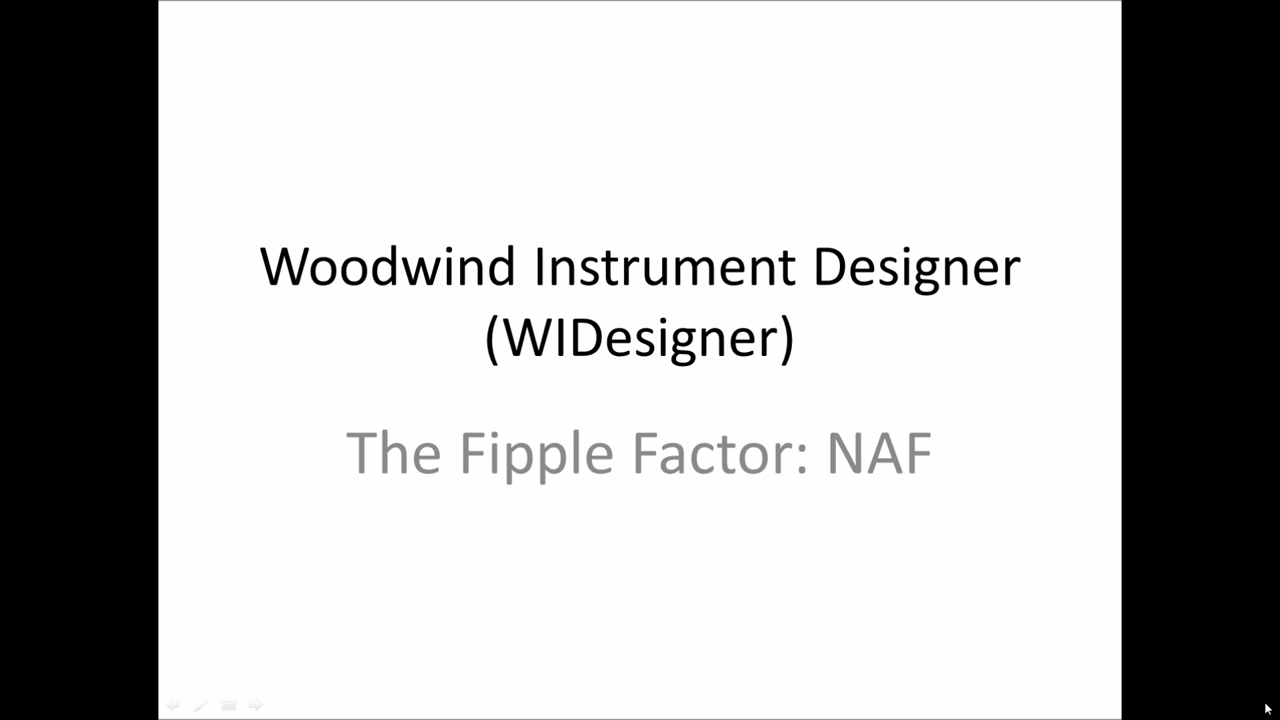 Woodwind Instrument Designer
(WIDesigner)
The Fipple Factor: NAF